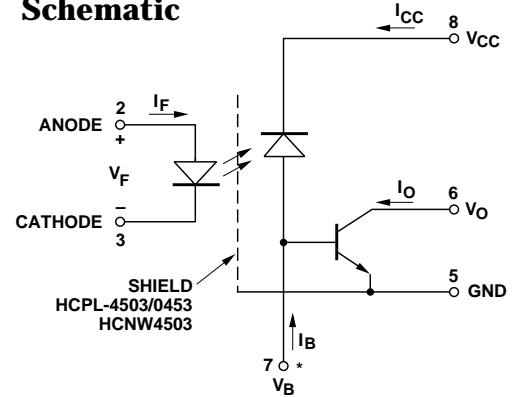 Schematic
ICC
8
VCC
2
IF
ANODE
+
VF
IO
6
VO
–
CATHODE
3
5
GND
SHIELD
HCPL-4503/0453
HCNW4503
IB
7 *
VB